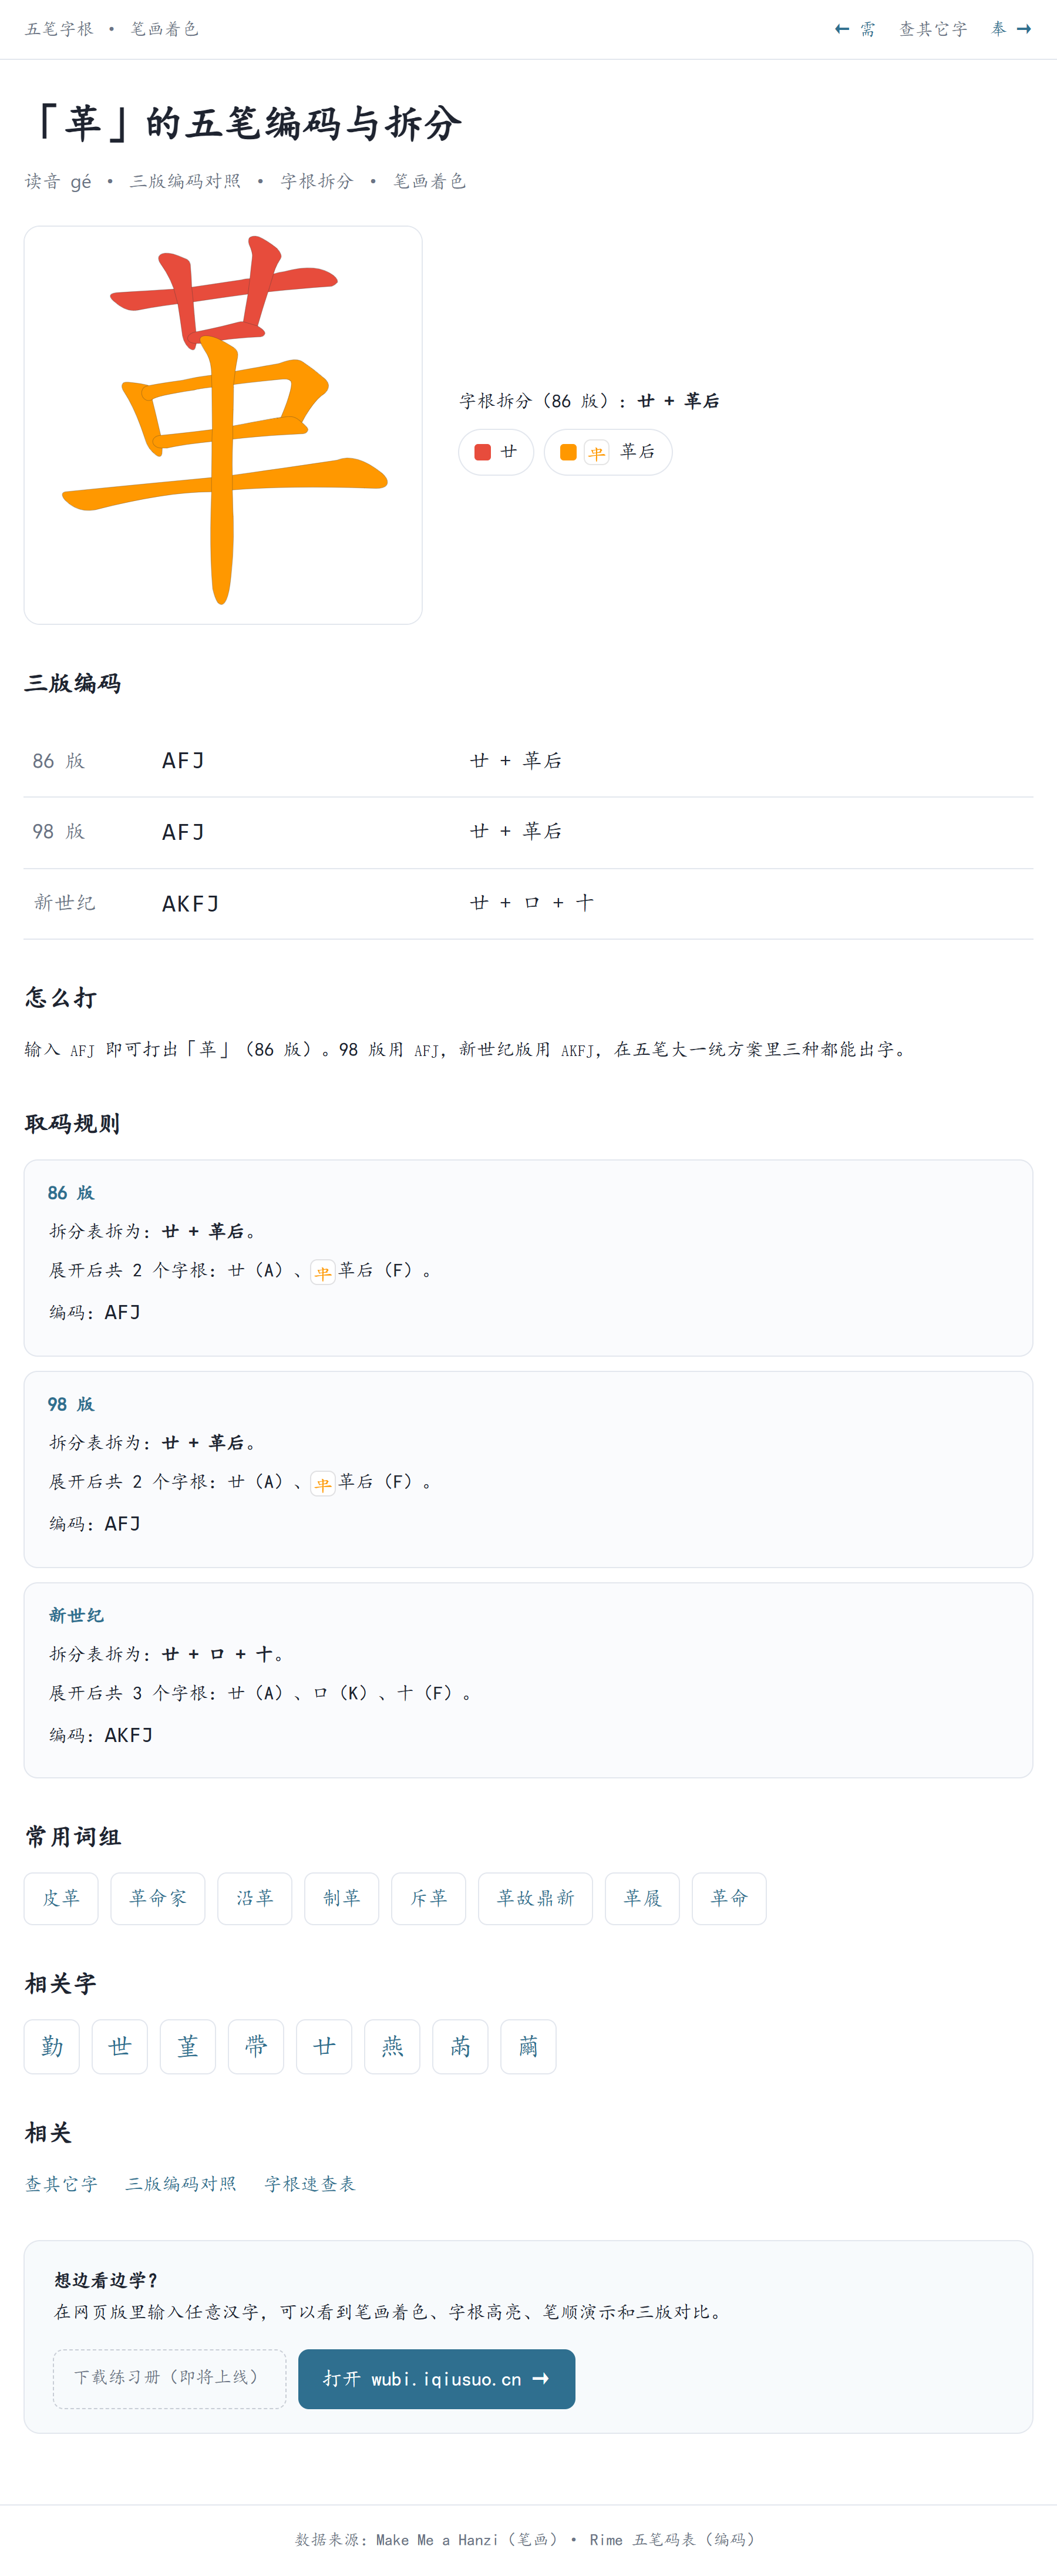 五笔字根 • 笔画着色
← 需 查其它字 奉 →
「革」的五笔编码与拆分
读音 gé • 三版编码对照 • 字根拆分 • 笔画着色
革
字根拆分（86 版）：廿 + 革后
廿 革后
三版编码
86 版 AFJ 廿 + 革后
98 版 AFJ 廿 + 革后
新世纪 AKFJ 廿 + 口 + 十
怎么打
输入 AFJ 即可打出「革」（86 版）。98 版用 AFJ，新世纪版用 AKFJ，在五笔大一统方案里三种都能出字。
取码规则
86 版
拆分表拆为：廿 + 革后。
展开后共 2 个字根：廿（A）、革后（F）。
编码：AFJ
98 版
拆分表拆为：廿 + 革后。
展开后共 2 个字根：廿（A）、革后（F）。
编码：AFJ
新世纪
拆分表拆为：廿 + 口 + 十。
展开后共 3 个字根：廿（A）、口（K）、十（F）。
编码：AKFJ
常用词组
皮革 革命家 沿革 制革 斥革 革故鼎新 革履 革命
相关字
勤 世 堇 帶 廿 燕 苪 繭
相关
查其它字 三版编码对照 字根速查表
想边看边学？
在网页版里输入任意汉字，可以看到笔画着色、字根高亮、笔顺演示和三版对比。
下载练习册（即将上线） 打开 wubi.iqiusuo.cn →
数据来源：Make Me a Hanzi（笔画） • Rime 五笔码表（编码）